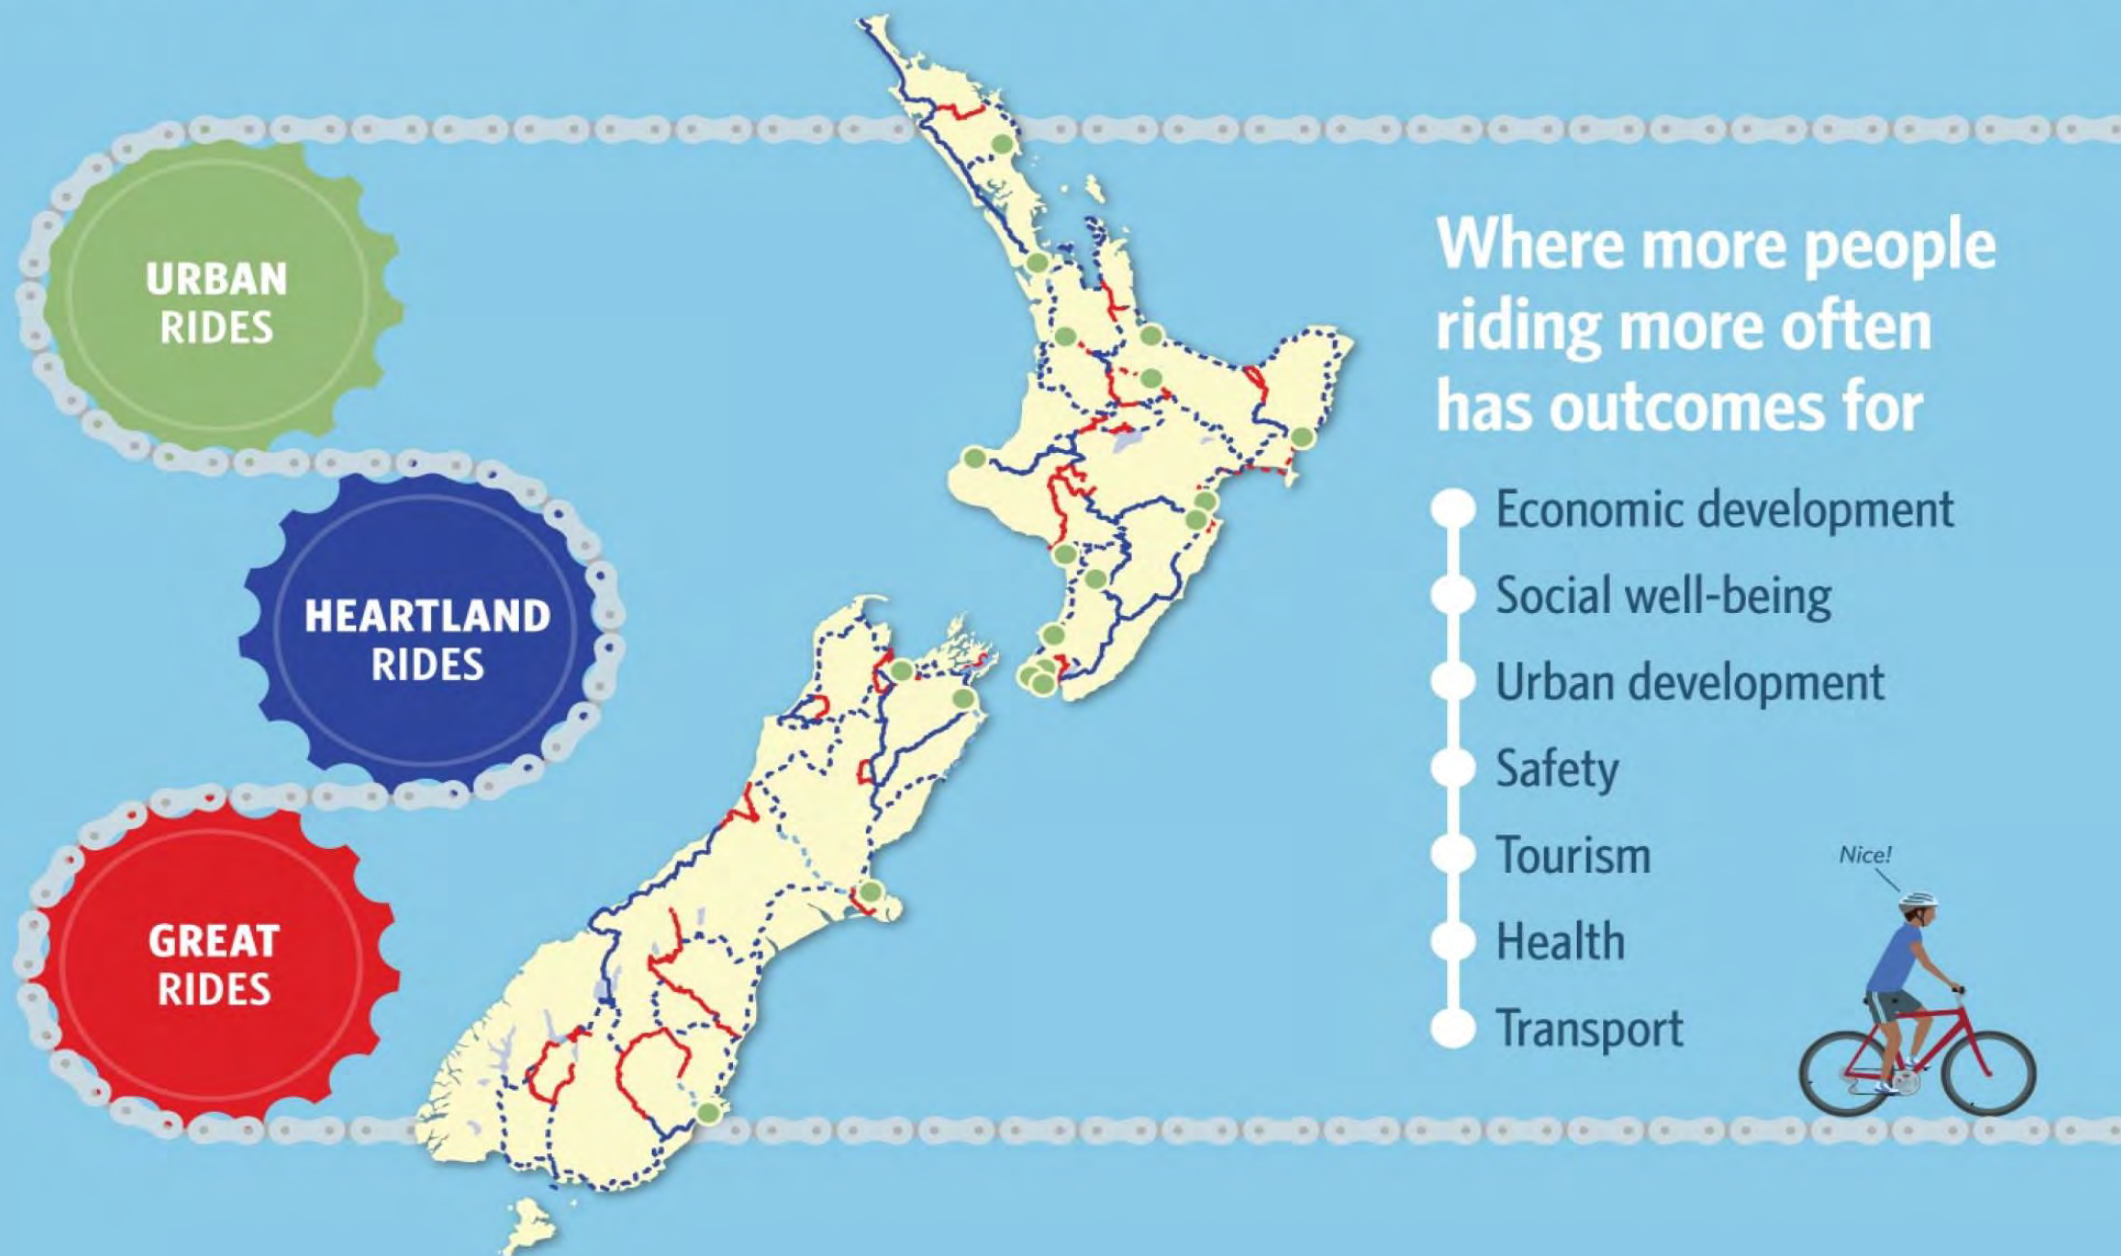 URBAN
RIDES
HEARTLAND
RIDES
GREAT
RIDES
Where more people
riding more often
has outcomes for
Economic development
Social well-being
Urban development
Safety
Tourism
Health
Transport
Nice!